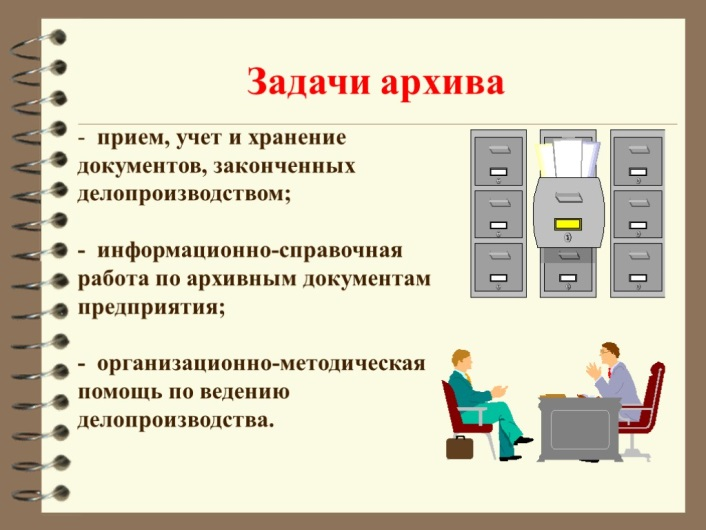 Задачи архива
- прием, учет и хранение
документов, законченных
делопроизводством;
- информационно-справочная
работа по архивным документам
предприятия;
- организационно-методическая
помощь по ведению
делопроизводства.